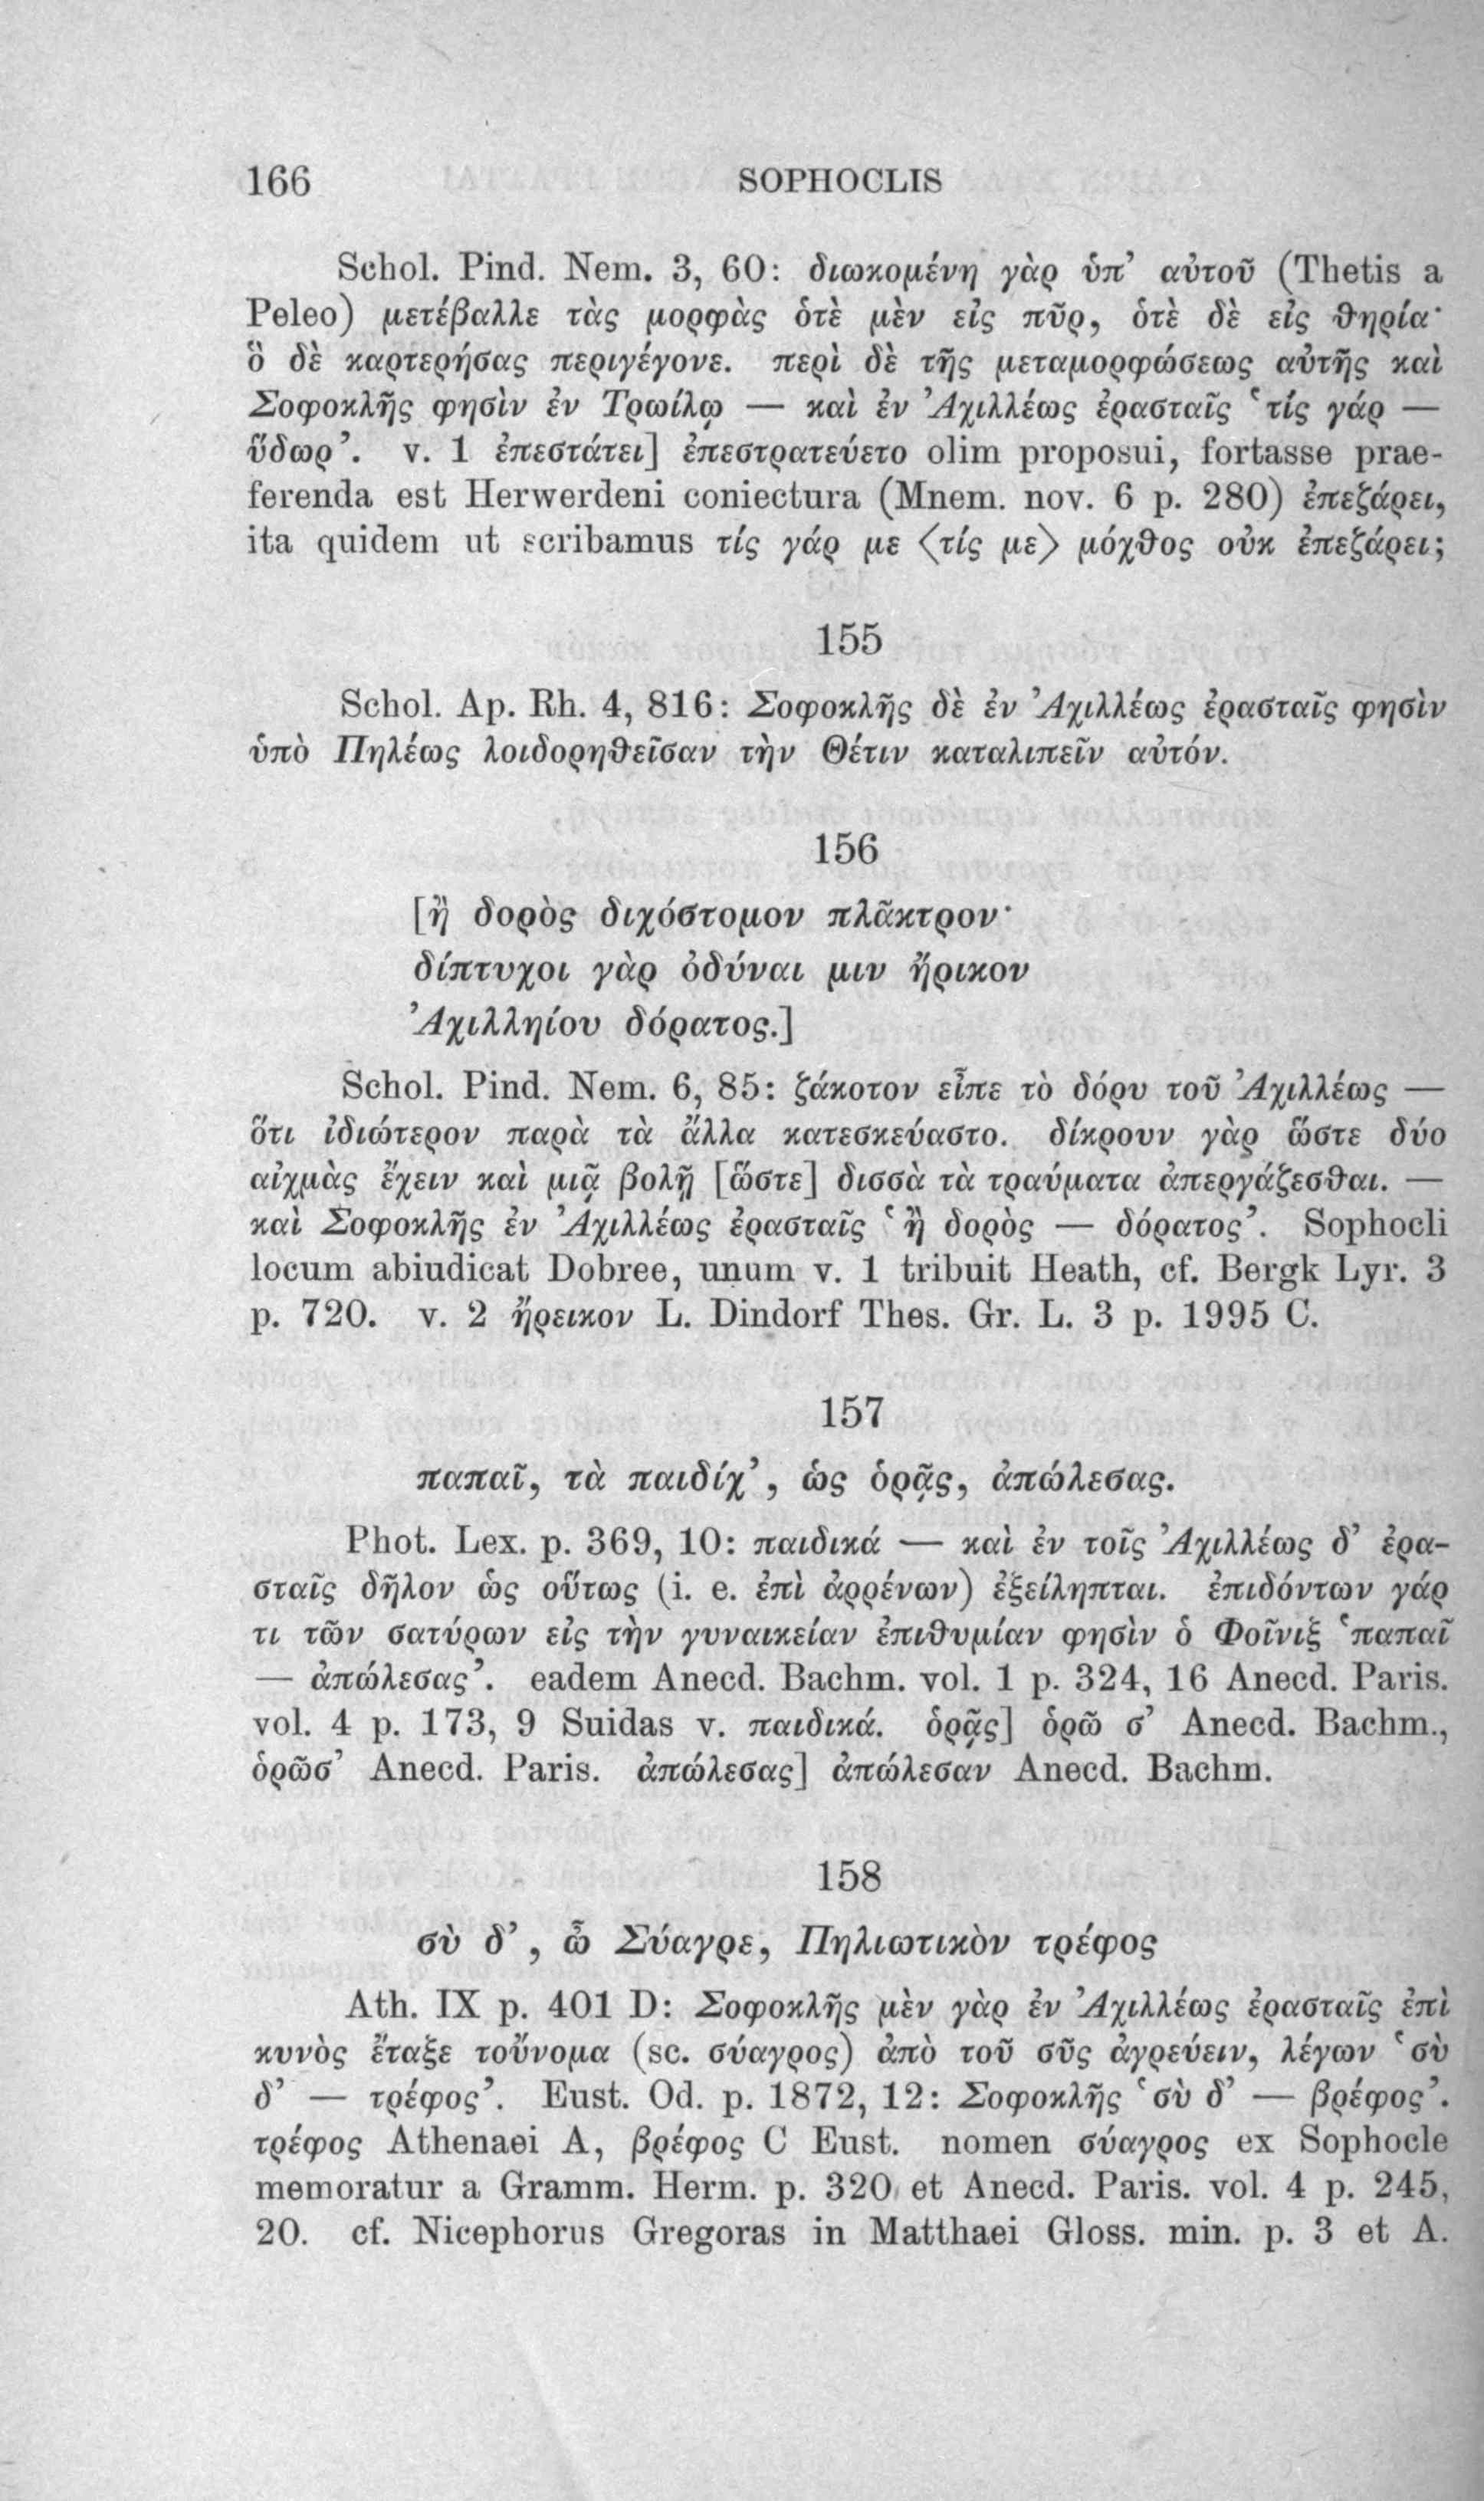 166 SOPHOCLIS
Schol. Pind. Nem. 3, 60: διωκομένη γὰρ ὑπ’ αὐτοῦ (Thetis a
Peleo) μετέβαλλε τὰς μορφὰς ὁτὲ μὲν εἰς πῦρ, ὁτὲ δὲ εἰς θηρία·
ὃ δὲ καρτερήσας περιγέγονε. περὶ δὲ τῆς μεταμορφώσεως αὐτῆς καὶ
Σοφοκλῆς φησὶν ἐν Τρωίλῳ — καὶ ἐν Ἀχιλλέως ἐρασταῖς ‘τίς γάρ —
ὕδωρ’. v. 1 ἐπεστάτει] ἐπεστρατεύετο olim proposui, fortasse prae-
ferenda est Herwerdeni coniectura (Mnem. nov. 6 p. 280) ἐπεζάρει,
ita quidem ut scribamus τίς γάρ με ⟨τίς με⟩ μόχθος οὐκ ἐπεζάρει;
155
Schol. Ap. Rh. 4, 816: Σοφοκλῆς δὲ ἐν Ἀχιλλέως ἐρασταῖς φησὶν
ὑπὸ Πηλέως λοιδορηθεῖσαν τὴν Θέτιν καταλιπεῖν αὐτόν.
156
[ἢ δορὸς διχόστομον πλᾶκτρον·
δίπτυχοι γὰρ ὀδύναι μιν ἤρικον
Ἀχιλληίου δόρατος.]
Schol. Pind. Nem. 6, 85: ζάκοτον εἶπε τὸ δόρυ τοῦ Ἀχιλλέως —
ὅτι ἰδιώτερον παρὰ τὰ ἄλλα κατεσκεύαστο. δίκρουν γὰρ ὥστε δύο
αἰχμὰς ἔχειν καὶ μιᾷ βολῇ [ὥστε] δισσὰ τὰ τραύματα ἀπεργάζεσθαι. —
καὶ Σοφοκλῆς ἐν Ἀχιλλέως ἐρασταῖς ‘ἢ δορὸς — δόρατος’. Sophocli
locum abiudicat Dobree, unum v. 1 tribuit Heath, cf. Bergk Lyr. 3
p. 720. v. 2 ἤρεικον L. Dindorf Thes. Gr. L. 3 p. 1995 C.
157
παπαῖ, τὰ παιδίχ’, ὡς ὁρᾷς, ἀπώλεσας.
Phot. Lex. p. 369, 10: παιδικά — καὶ ἐν τοῖς Ἀχιλλέως δ’ ἐρα-
σταῖς δῆλον ὡς οὕτως (i. e. ἐπὶ ἀρρένων) ἐξείληπται. ἐπιδόντων γάρ
τι τῶν σατύρων εἰς τὴν γυναικείαν ἐπιθυμίαν φησὶν ὁ Φοῖνιξ ‘παπαῖ
— ἀπώλεσας’. eadem Anecd. Bachm. vol. 1 p. 324, 16 Anecd. Paris.
vol. 4 p. 173, 9 Suidas v. παιδικά. ὁρᾷς] ὁρῶ σ’ Anecd. Bachm.,
ὁρῶσ’ Anecd. Paris. ἀπώλεσας] ἀπώλεσαν Anecd. Bachm.
158
σὺ δ’, ὦ Σύαγρε, Πηλιωτικὸν τρέφος
Ath. IX p. 401 D: Σοφοκλῆς μὲν γὰρ ἐν Ἀχιλλέως ἐρασταῖς ἐπὶ
κυνὸς ἔταξε τοὔνομα (sc. σύαγρος) ἀπὸ τοῦ σῦς ἀγρεύειν, λέγων ‘σὺ
δ’ — τρέφος’. Eust. Od. p. 1872, 12: Σοφοκλῆς ‘σὺ δ’ — βρέφος’.
τρέφος Athenaei A, βρέφος C Eust. nomen σύαγρος ex Sophocle
memoratur a Gramm. Herm. p. 320 et Anecd. Paris. vol. 4 p. 245,
20. cf. Nicephorus Gregoras in Matthaei Gloss. min. p. 3 et A.